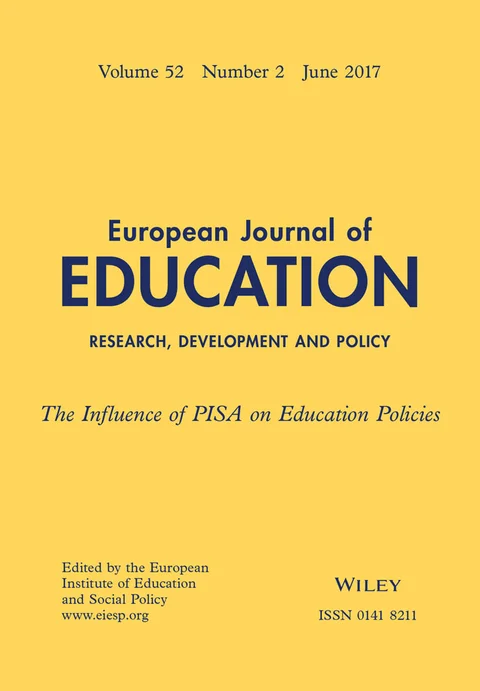 Volume 52 Number 2 June 2017
European Journal of
EDUCATION
RESEARCH, DEVELOPMENT AND POLICY
The Influence of PISA on Education Policies
Edited by the European
Institute of Education
and Social Policy
www.eiesp.org
WILEY
ISSN 0141 8211